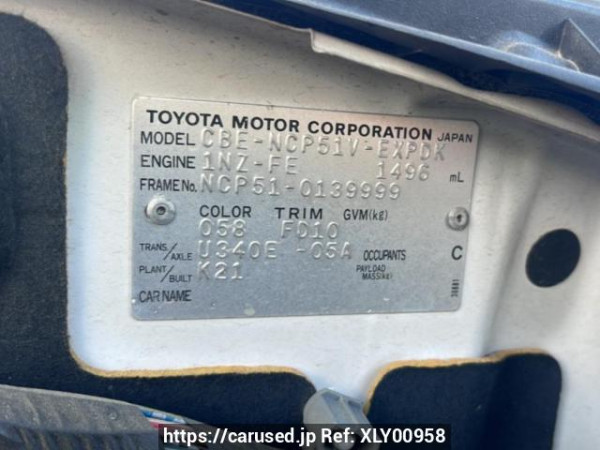 TOYOTA MOTOR CORPORATION JAPAN
MODEL CBE-NCP51V-EXPDK
ENGINE 1NZ-FE 1496 mL
FRAME No. NCP51-0139999
COLOR TRIM GVM(kg)
058 FD10
TRANS/AXLE U340E -05A OCCUPANTS C
PLANT/BUILT K21 PAYLOAD MASS(kg)
CAR NAME
https://carused.jp Ref: XLY00958